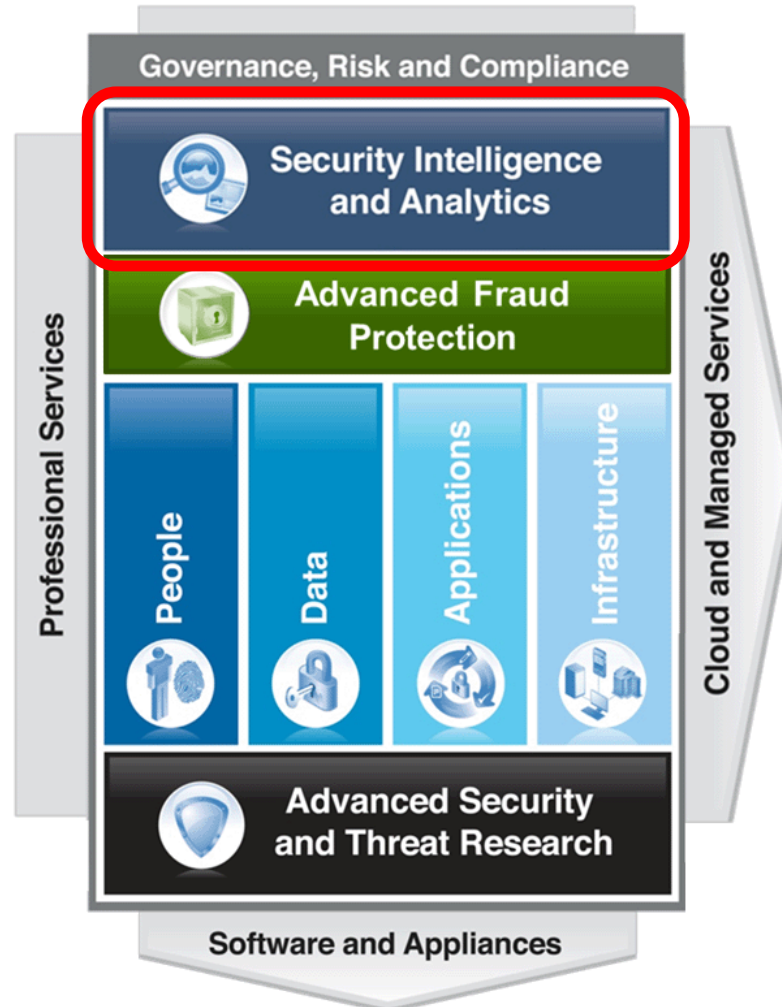 Governance, Risk and Compliance
Security Intelligence
and Analytics
Advanced Fraud
Protection
Professional Services
People
Data
Applications
Infrastructure
Cloud and Managed Services
Advanced Security
and Threat Research
Software and Appliances